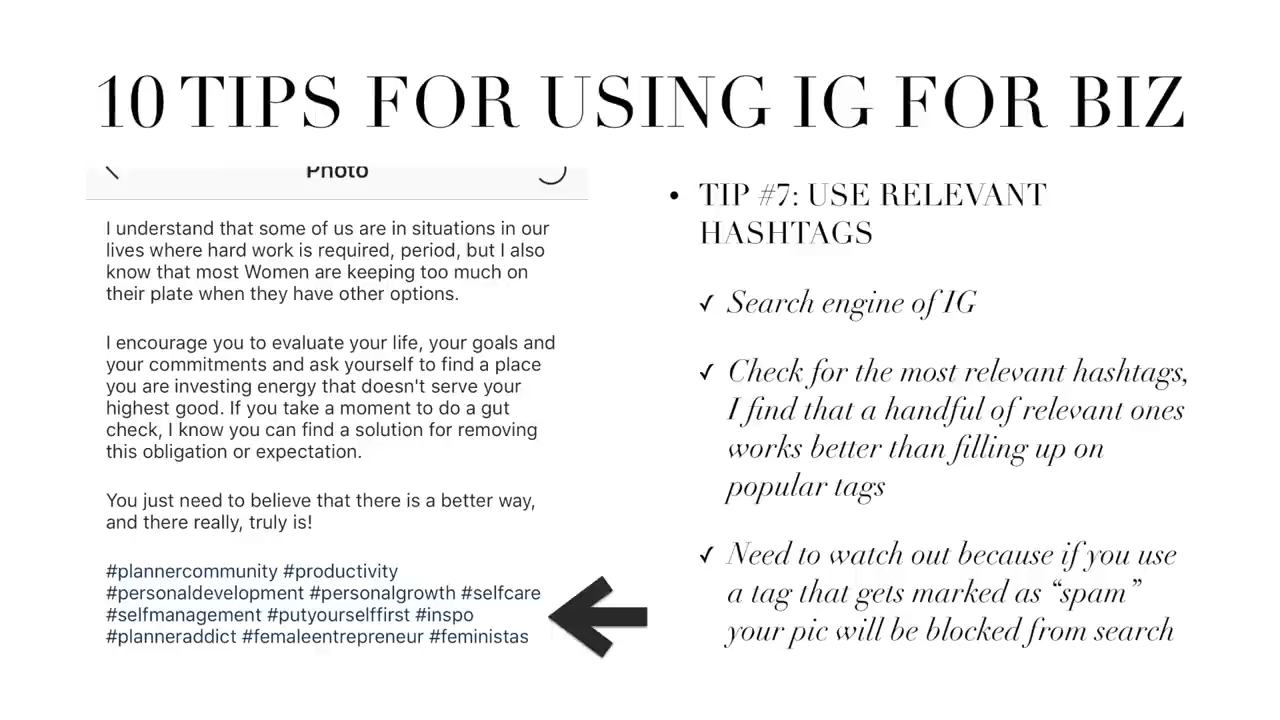 10 TIPS FOR USING IG FOR BIZ
Photo
I understand that some of us are in situations in our
lives where hard work is required, period, but I also
know that most Women are keeping too much on
their plate when they have other options.
I encourage you to evaluate your life, your goals and
your commitments and ask yourself to find a place
you are investing energy that doesn't serve your
highest good. If you take a moment to do a gut
check, I know you can find a solution for removing
this obligation or expectation.
You just need to believe that there is a better way,
and there really, truly is!
#plannercommunity #productivity
#personaldevelopment #personalgrowth #selfcare
#selfmanagement #putyourselffirst #inspo
#planneraddict #femaleentrepreneur #feministas
• TIP #7: USE RELEVANT
HASHTAGS
✓ Search engine of IG
✓ Check for the most relevant hashtags,
I find that a handful of relevant ones
works better than filling up on
popular tags
✓ Need to watch out because if you use
a tag that gets marked as “spam”
your pic will be blocked from search